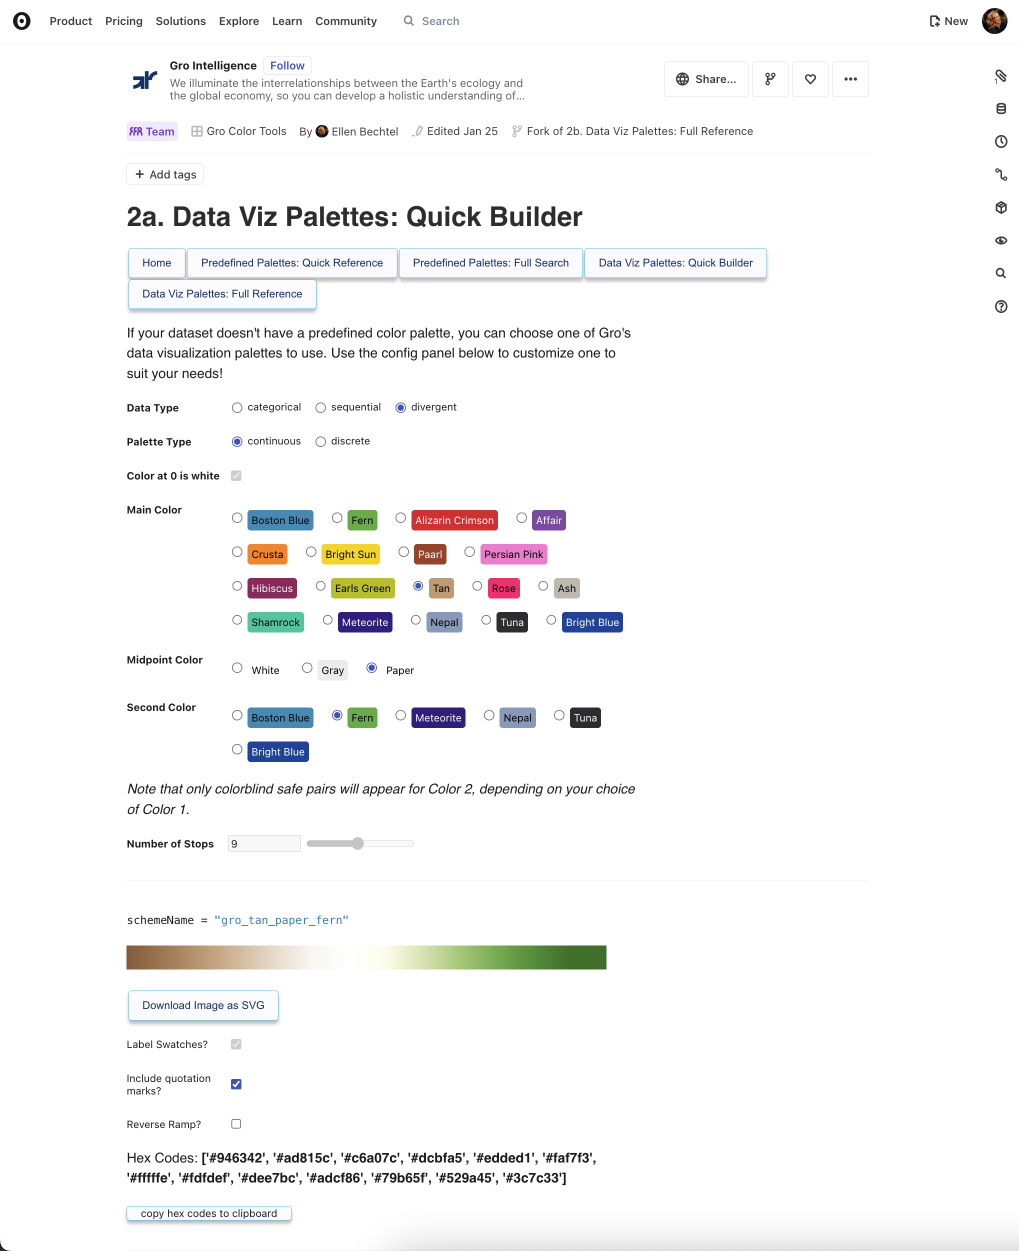 Product Pricing Solutions Explore Learn Community Search New
Gro Intelligence Follow
We illuminate the interrelationships between the Earth's ecology and
the global economy, so you can develop a holistic understanding of...
Share...
Team Gro Color Tools By Ellen Bechtel Edited Jan 25 Fork of 2b. Data Viz Palettes: Full Reference
+ Add tags
2a. Data Viz Palettes: Quick Builder
Home Predefined Palettes: Quick Reference Predefined Palettes: Full Search Data Viz Palettes: Quick Builder
Data Viz Palettes: Full Reference
If your dataset doesn't have a predefined color palette, you can choose one of Gro's
data visualization palettes to use. Use the config panel below to customize one to
suit your needs!
Data Type categorical sequential divergent
Palette Type continuous discrete
Color at 0 is white
Main Color Boston Blue Fern Alizarin Crimson Affair
Crusta Bright Sun Paarl Persian Pink
Hibiscus Earls Green Tan Rose Ash
Shamrock Meteorite Nepal Tuna Bright Blue
Midpoint Color White Gray Paper
Second Color Boston Blue Fern Meteorite Nepal Tuna
Bright Blue
Note that only colorblind safe pairs will appear for Color 2, depending on your choice
of Color 1.
Number of Stops 9
schemeName = "gro_tan_paper_fern"
Download Image as SVG
Label Swatches?
Include quotation
marks?
Reverse Ramp?
Hex Codes: ['#946342', '#ad815c', '#c6a07c', '#dcbfa5', '#edded1', '#faf7f3',
'#fffffe', '#fdfdef', '#dee7bc', '#adcf86', '#79b65f', '#529a45', '#3c7c33']
copy hex codes to clipboard